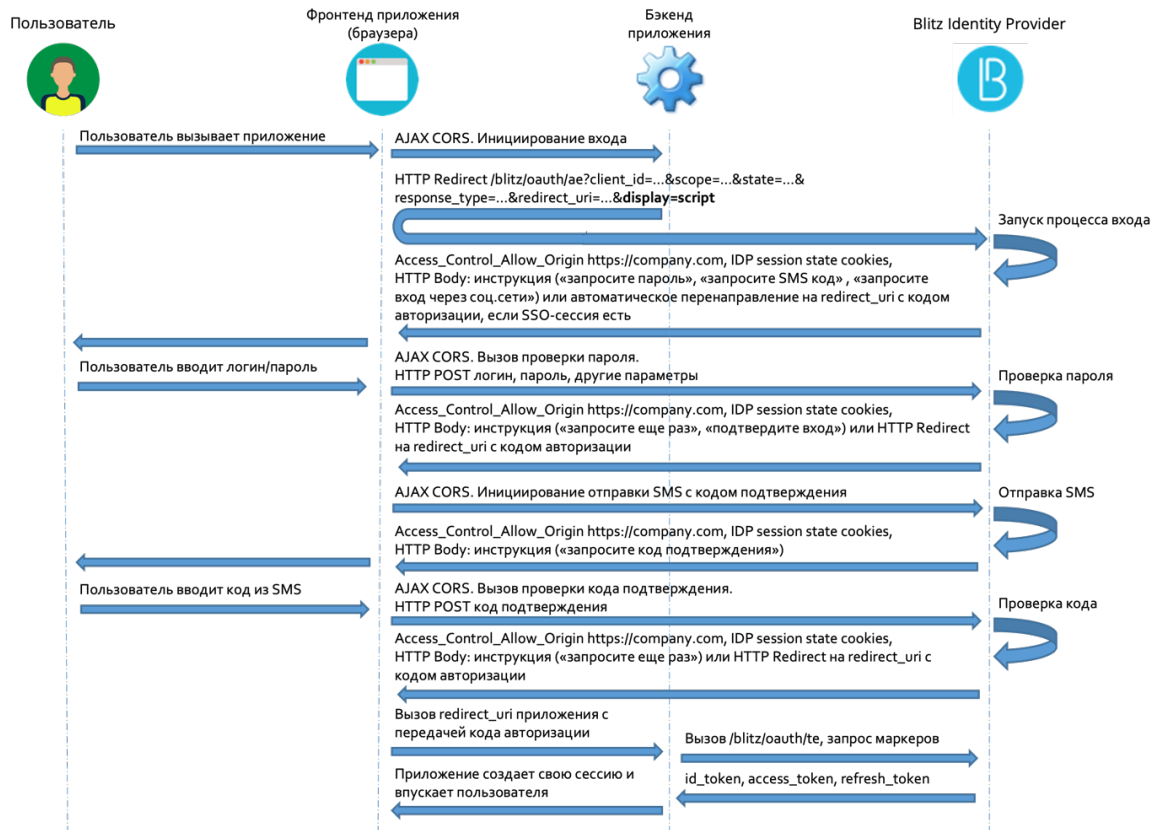 Пользователь
Фронтенд приложения
(браузера)
Бэкенд
приложения
Blitz Identity Provider
Пользователь вызывает приложение
AJAX CORS. Инициирование входа
HTTP Redirect /blitz/oauth/ae?client_id=...&scope=...&state=...&
response_type=...&redirect_uri=...&display=script
Запуск процесса входа
Access_Control_Allow_Origin https://company.com, IDP session state cookies,
HTTP Body: инструкция («запросите пароль», «запросите SMS код» , «запросите
вход через соц.сети») или автоматическое перенаправление на redirect_uri с кодом
авторизации, если SSO-сессия есть
Пользователь вводит логин/пароль
AJAX CORS. Вызов проверки пароля.
HTTP POST логин, пароль, другие параметры
Проверка пароля
Access_Control_Allow_Origin https://company.com, IDP session state cookies,
HTTP Body: инструкция («запросите еще раз», «подтвердите вход») или HTTP Redirect
на redirect_uri с кодом авторизации
AJAX CORS. Инициирование отправки SMS с кодом подтверждения
Отправка SMS
Access_Control_Allow_Origin https://company.com, IDP session state cookies,
HTTP Body: инструкция («запросите код подтверждения»)
Пользователь вводит код из SMS
AJAX CORS. Вызов проверки кода подтверждения.
HTTP POST код подтверждения
Проверка кода
Access_Control_Allow_Origin https://company.com, IDP session state cookies,
HTTP Body: инструкция («запросите еще раз») или HTTP Redirect на redirect_uri с
кодом авторизации
Вызов redirect_uri приложения с
передачей кода авторизации
Вызов /blitz/oauth/te, запрос маркеров
Приложение создает свою сессию и
впускает пользователя
id_token, access_token, refresh_token